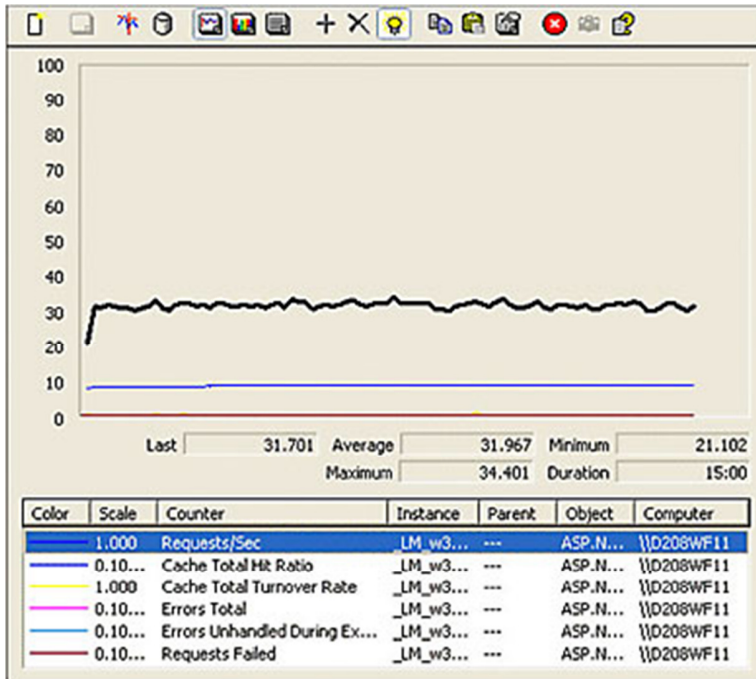 100
90
80
70
60
50
40
30
20
10
0
Last 31.701 Average 31.967 Minimum 21.102
Maximum 34.401 Duration 15:00
Color Scale Counter Instance Parent Object Computer
1.000 Requests/Sec _LM_w3... --- ASP.N... \\D208WF11
0.10... Cache Total Hit Ratio _LM_w3... --- ASP.N... \\D208WF11
1.000 Cache Total Turnover Rate _LM_w3... --- ASP.N... \\D208WF11
0.10... Errors Total _LM_w3... --- ASP.N... \\D208WF11
0.10... Errors Unhandled During Ex... _LM_w3... --- ASP.N... \\D208WF11
0.10... Requests Failed _LM_w3... --- ASP.N... \\D208WF11